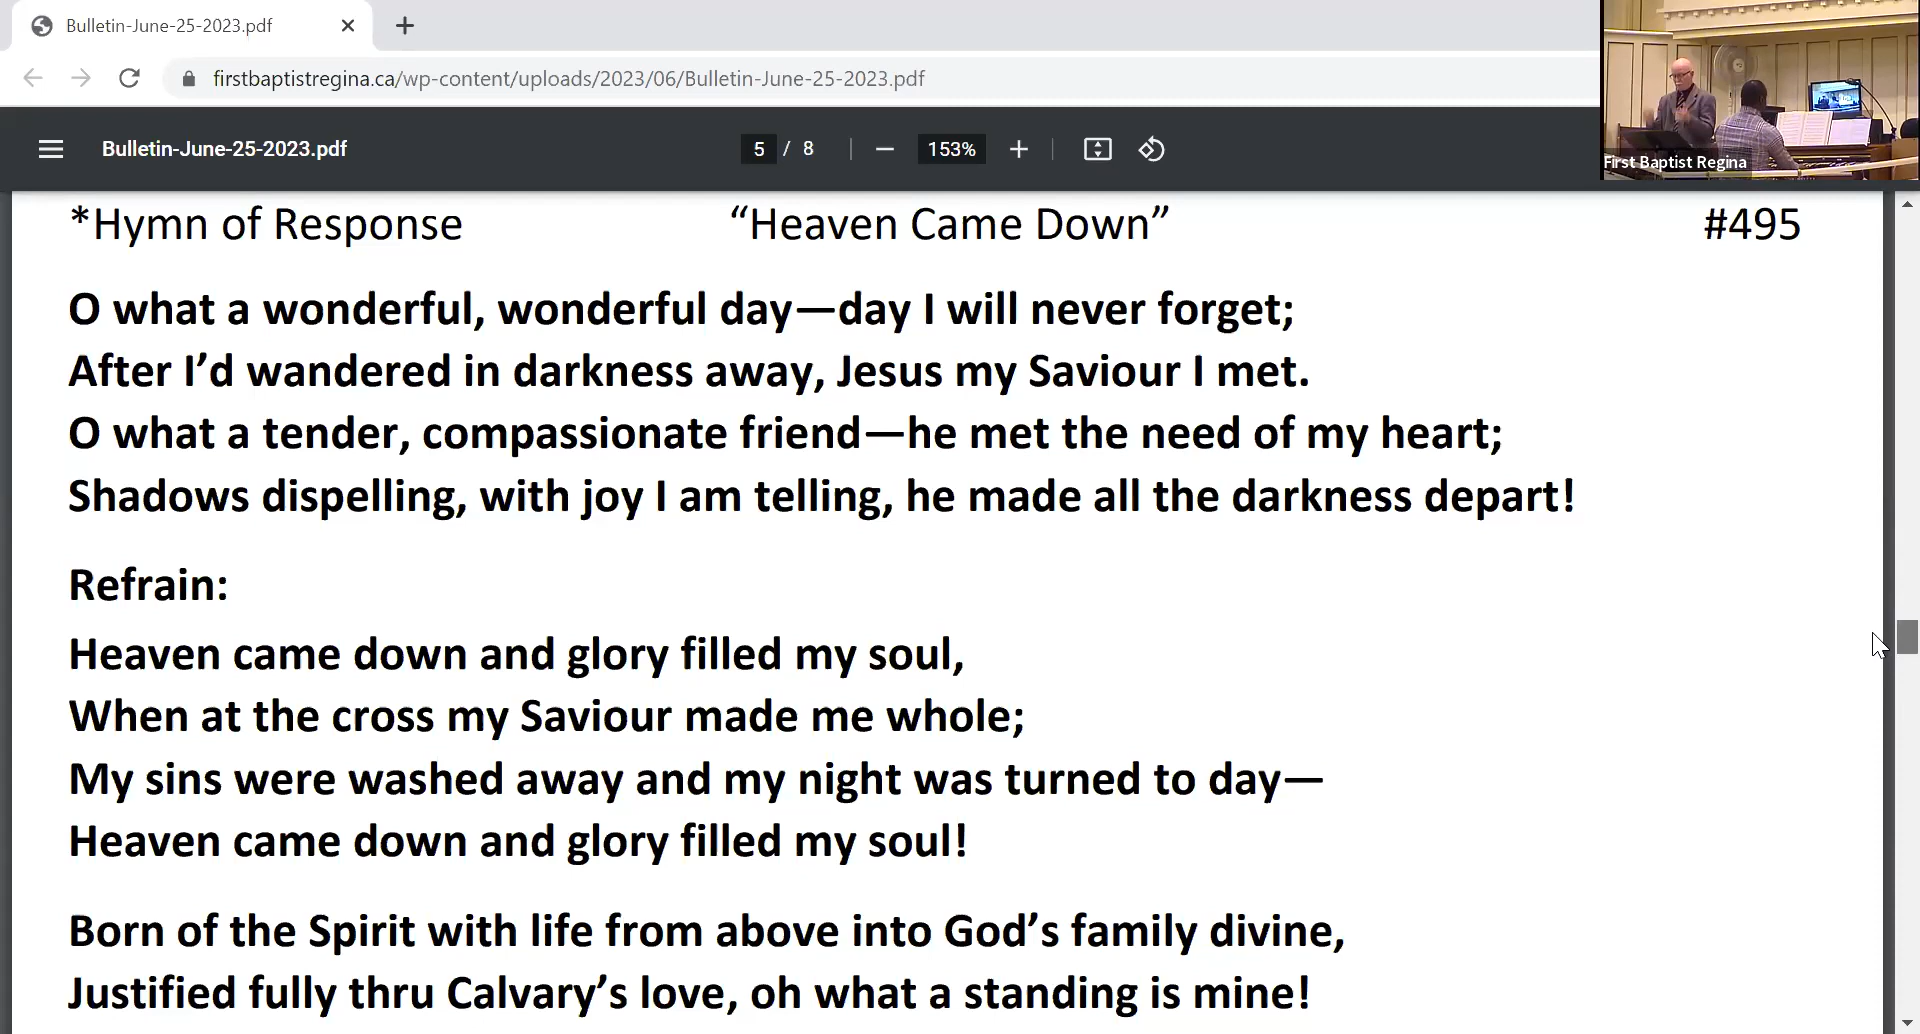 Bulletin-June-25-2023.pdf
firstbaptistregina.ca/wp-content/uploads/2023/06/Bulletin-June-25-2023.pdf
Bulletin-June-25-2023.pdf 5 / 8 153%
First Baptist Regina
*Hymn of Response “Heaven Came Down” #495
O what a wonderful, wonderful day—day I will never forget;
After I’d wandered in darkness away, Jesus my Saviour I met.
O what a tender, compassionate friend—he met the need of my heart;
Shadows dispelling, with joy I am telling, he made all the darkness depart!
Refrain:
Heaven came down and glory filled my soul,
When at the cross my Saviour made me whole;
My sins were washed away and my night was turned to day—
Heaven came down and glory filled my soul!
Born of the Spirit with life from above into God’s family divine,
Justified fully thru Calvary’s love, oh what a standing is mine!